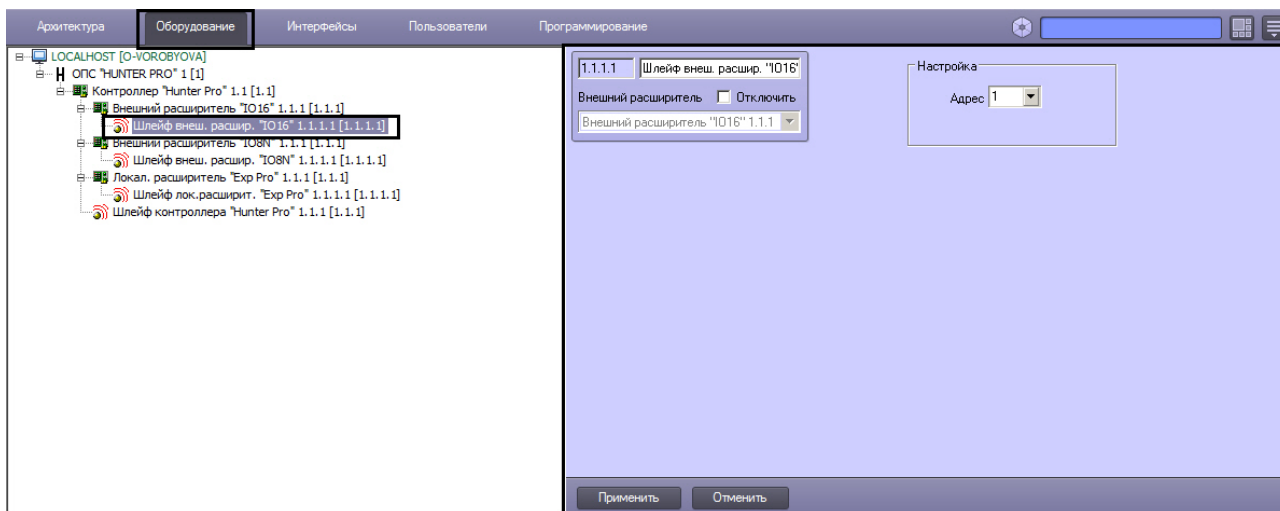 Архитектура Оборудование Интерфейсы Пользователи Программирование
LOCALHOST [O-VOROBYOVA]
ОПС "HUNTER PRO" 1 [1]
Контроллер "Hunter Pro" 1.1 [1.1]
Внешний расширитель "IO16" 1.1.1 [1.1.1]
Шлейф внеш. расшир. "IO16" 1.1.1.1 [1.1.1.1]
Внешний расширитель "IO8N" 1.1.1 [1.1.1]
Шлейф внеш. расшир. "IO8N" 1.1.1.1 [1.1.1.1]
Локал. расширитель "Exp Pro" 1.1.1 [1.1.1]
Шлейф лок.расширит. "Exp Pro" 1.1.1.1 [1.1.1.1]
Шлейф контроллера "Hunter Pro" 1.1.1 [1.1.1]
1.1.1.1 Шлейф внеш. расшир. "IO16"
Внешний расширитель Отключить
Внешний расширитель "IO16" 1.1.1
Настройка
Адрес 1
Применить Отменить